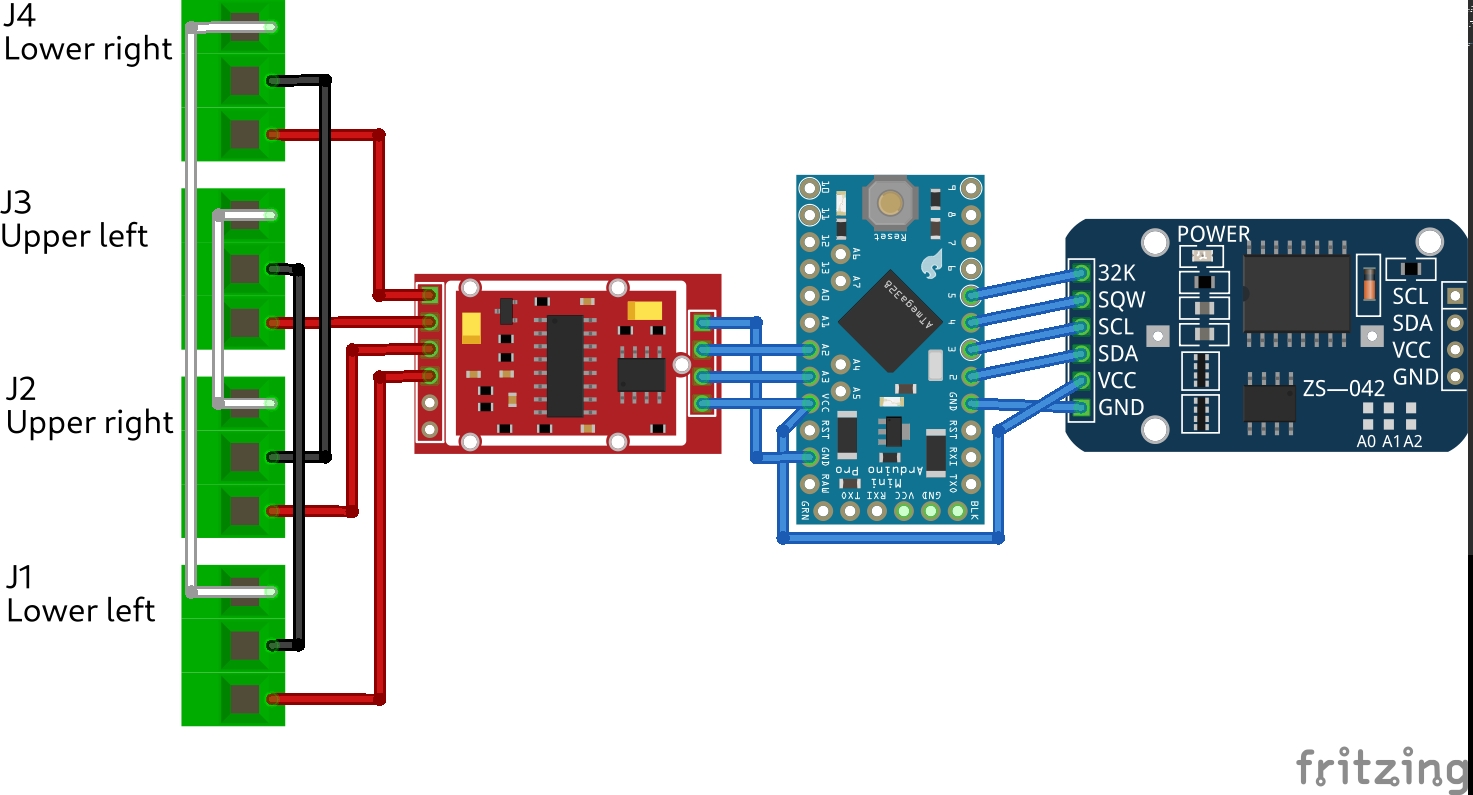 J4
Lower right
J3
Upper left
J2
Upper right
J1
Lower left
10
11
12
13
A0
A1
A2
A3
VCC
RST
GND
RAW
A6
A7
A4
A5
Reset
ATmega328
9
8
7
6
5
4
3
2
GND
RST
RXI
TXO
Arduino
Mini
Pro
GRN
TXO
RXI
VCC
GND
BLK
POWER
32K
SQW
SCL
SDA
VCC
GND
SCL
SDA
VCC
GND
ZS—042
A0 A1 A2
fritzing